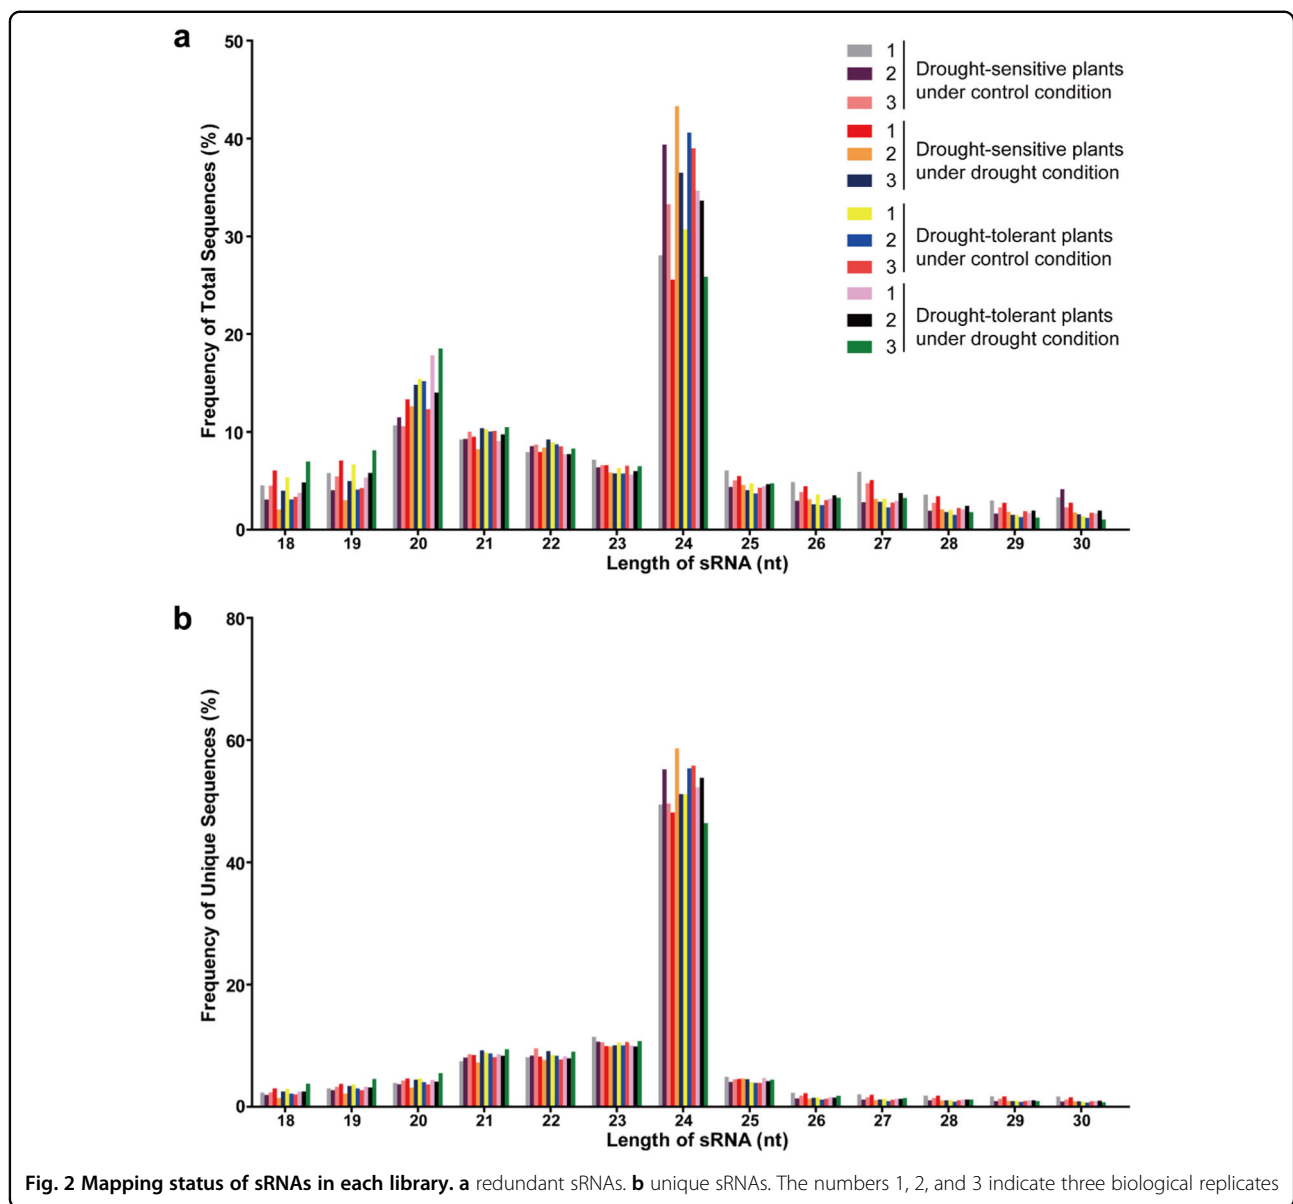 a
50
40
30
20
10
0
Frequency of Total Sequences (%)
18 19 20 21 22 23 24 25 26 27 28 29 30
Length of sRNA (nt)
1
2
3
Drought-sensitive plants
under control condition
1
2
3
Drought-sensitive plants
under drought condition
1
2
3
Drought-tolerant plants
under control condition
1
2
3
Drought-tolerant plants
under drought condition
b
80
60
40
20
0
Frequency of Unique Sequences (%)
18 19 20 21 22 23 24 25 26 27 28 29 30
Length of sRNA (nt)
Fig. 2 Mapping status of sRNAs in each library. a redundant sRNAs. b unique sRNAs. The numbers 1, 2, and 3 indicate three biological replicates